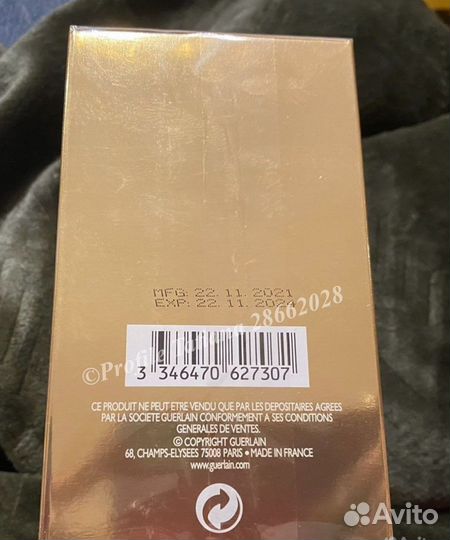 MFG: 22. 11. 2021
EXP: 22. 11. 2024
©Profile 28662028
3 346470 627307
CE PRODUIT NE PEUT ETRE VENDU QUE PAR LES DEPOSITAIRES AGREES
PAR LA SOCIETE GUERLAIN CONFORMEMENT A SES CONDITIONS
GENERALES DE VENTES.
© COPYRIGHT GUERLAIN
68, CHAMPS-ELYSEES 75008 PARIS • MADE IN FRANCE
www.guerlain.com
Avito